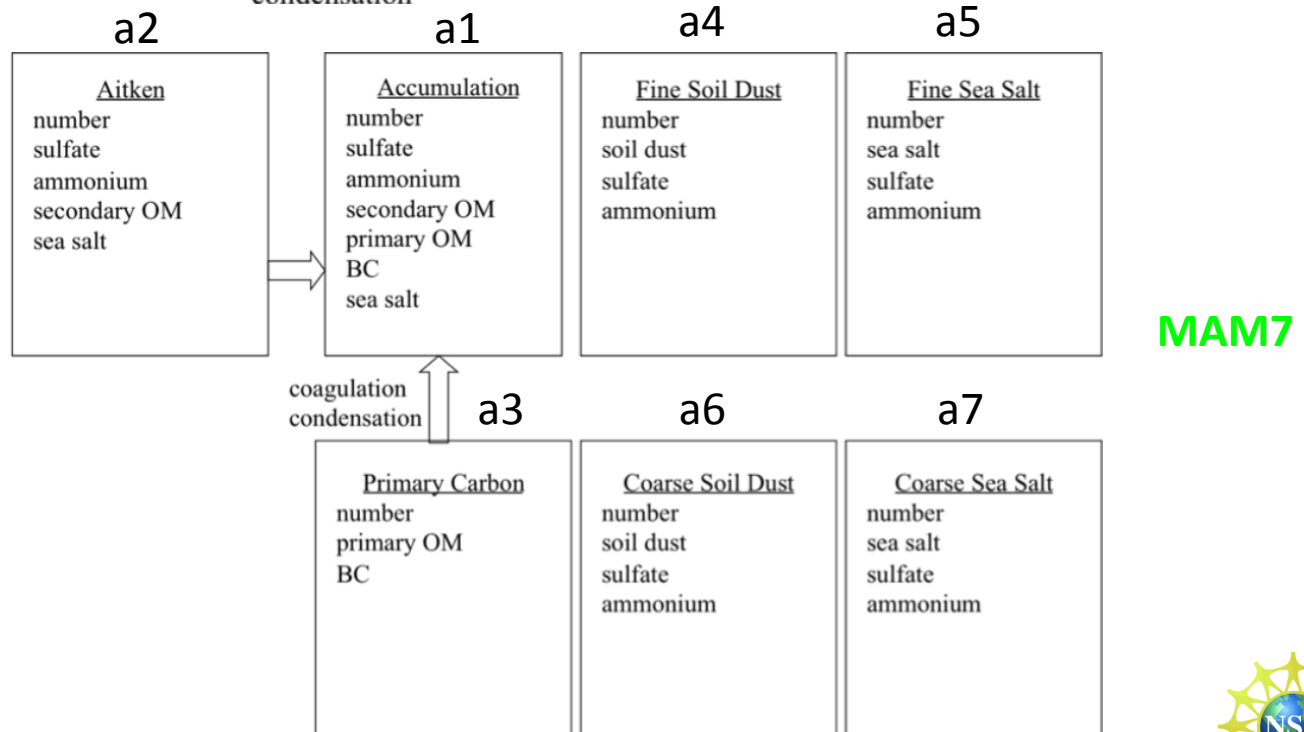 condensation
a2
a1
a4
a5
Aitken
number
sulfate
ammonium
secondary OM
sea salt
Accumulation
number
sulfate
ammonium
secondary OM
primary OM
BC
sea salt
Fine Soil Dust
number
soil dust
sulfate
ammonium
Fine Sea Salt
number
sea salt
sulfate
ammonium
MAM7
coagulation
condensation
a3
a6
a7
Primary Carbon
number
primary OM
BC
Coarse Soil Dust
number
soil dust
sulfate
ammonium
Coarse Sea Salt
number
sea salt
sulfate
ammonium
NS